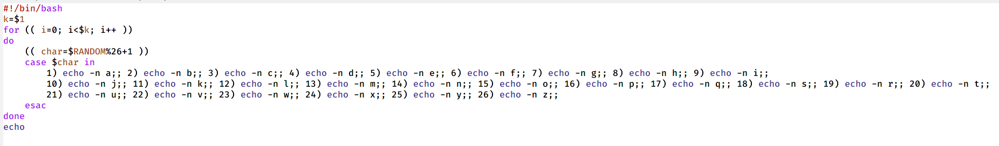 #!/bin/bash
k=$1
for (( i=0; i<$k; i++ ))
do
    (( char=$RANDOM%26+1 ))
    case $char in
        1) echo -n a;; 2) echo -n b;; 3) echo -n c;; 4) echo -n d;; 5) echo -n e;; 6) echo -n f;; 7) echo -n g;; 8) echo -n h;; 9) echo -n i;;
        10) echo -n j;; 11) echo -n k;; 12) echo -n l;; 13) echo -n m;; 14) echo -n n;; 15) echo -n o;; 16) echo -n p;; 17) echo -n q;; 18) echo -n s;; 19) echo -n r;; 20) echo -n t;;
        21) echo -n u;; 22) echo -n v;; 23) echo -n w;; 24) echo -n x;; 25) echo -n y;; 26) echo -n z;;
    esac
done
echo